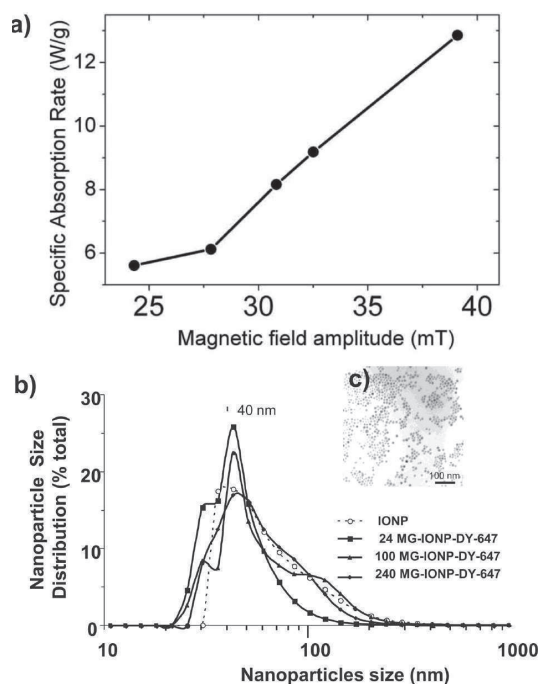 a)
Specific Absorption Rate (W/g)
12
10
8
6
25
30
35
40
Magnetic field amplitude (mT)
b)
c)
Nanoparticle Size
Distribution (% total)
30
20
10
0
40 nm
100 nm
IONP
24 MG-IONP-DY-647
100 MG-IONP-DY-647
240 MG-IONP-DY-647
10
100
1000
Nanoparticles size (nm)